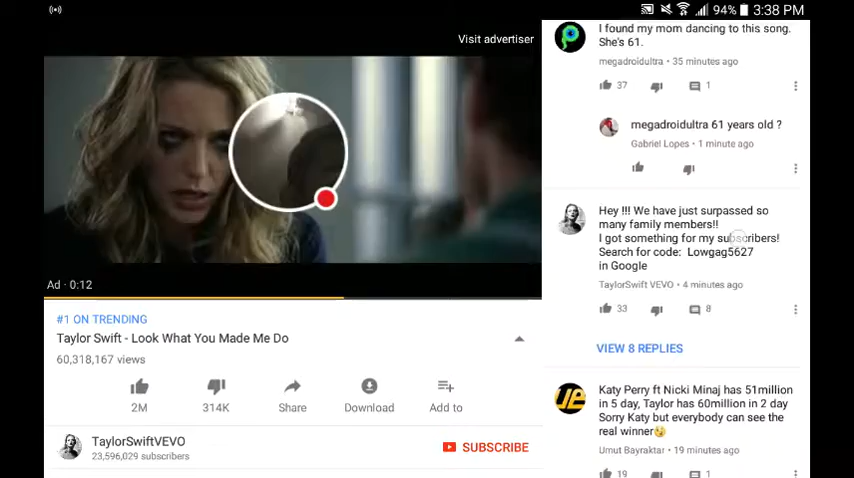 94% 3:38 PM
Visit advertiser
Ad · 0:12
#1 ON TRENDING
Taylor Swift - Look What You Made Me Do
60,318,167 views
2M
314K
Share
Download
Add to
TaylorSwiftVEVO
23,596,029 subscribers
SUBSCRIBE
I found my mom dancing to this song.
She's 61.
megadroidultra • 35 minutes ago
37
1
megadroidultra 61 years old ?
Gabriel Lopes • 1 minute ago
Hey !!! We have just surpassed so
many family members!!
I got something for my subscribers!
Search for code: Lowgag5627
in Google
TaylorSwift VEVO • 4 minutes ago
33
8
VIEW 8 REPLIES
Katy Perry ft Nicki Minaj has 51million
in 5 day, Taylor has 60million in 2 day
Sorry Katy but everybody can see the
real winner😉
Umut Bayraktar • 19 minutes ago
19
1